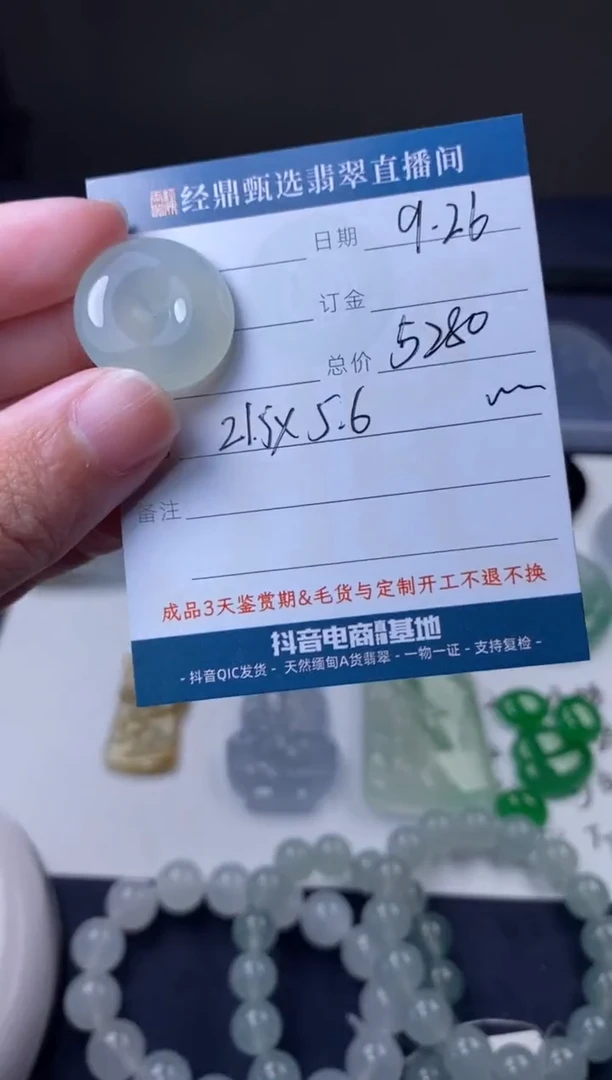 经鼎甄选翡翠直播间
日期 9.26
订金
总价 5280
21.5X5.6
备注
成品3天鉴赏期&毛货与定制开工不退不换
抖音电商基地
- 抖音QIC发货 - 天然缅甸A货翡翠 - 一物一证 - 支持复检 -